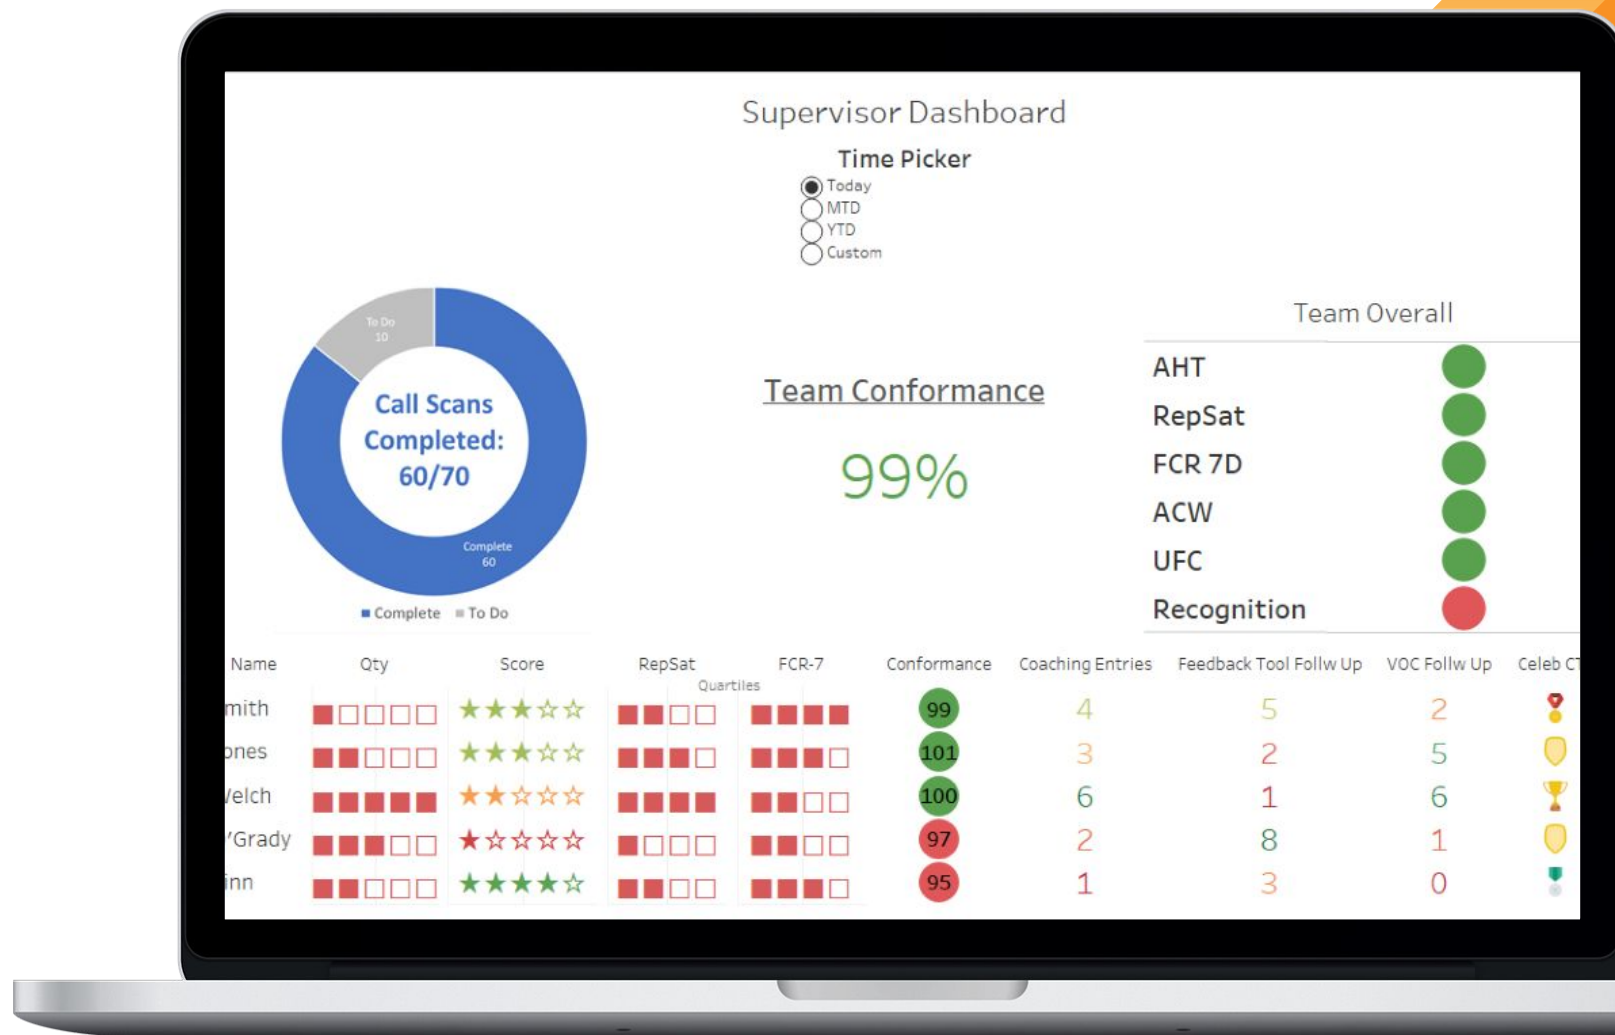 Supervisor Dashboard
Time Picker
Today
MTD
YTD
Custom
To Do
10
Call Scans
Completed:
60/70
Complete
60
Complete To Do
Team Conformance
99%
Team Overall
AHT
RepSat
FCR 7D
ACW
UFC
Recognition
Name Qty Score RepSat FCR-7 Conformance Coaching Entries Feedback Tool Follw Up VOC Follw Up Celeb CT
Quartiles
mith 99 4 5 2
ones 101 3 2 5
Welch 100 6 1 6
'Grady 97 2 8 1
inn 95 1 3 0